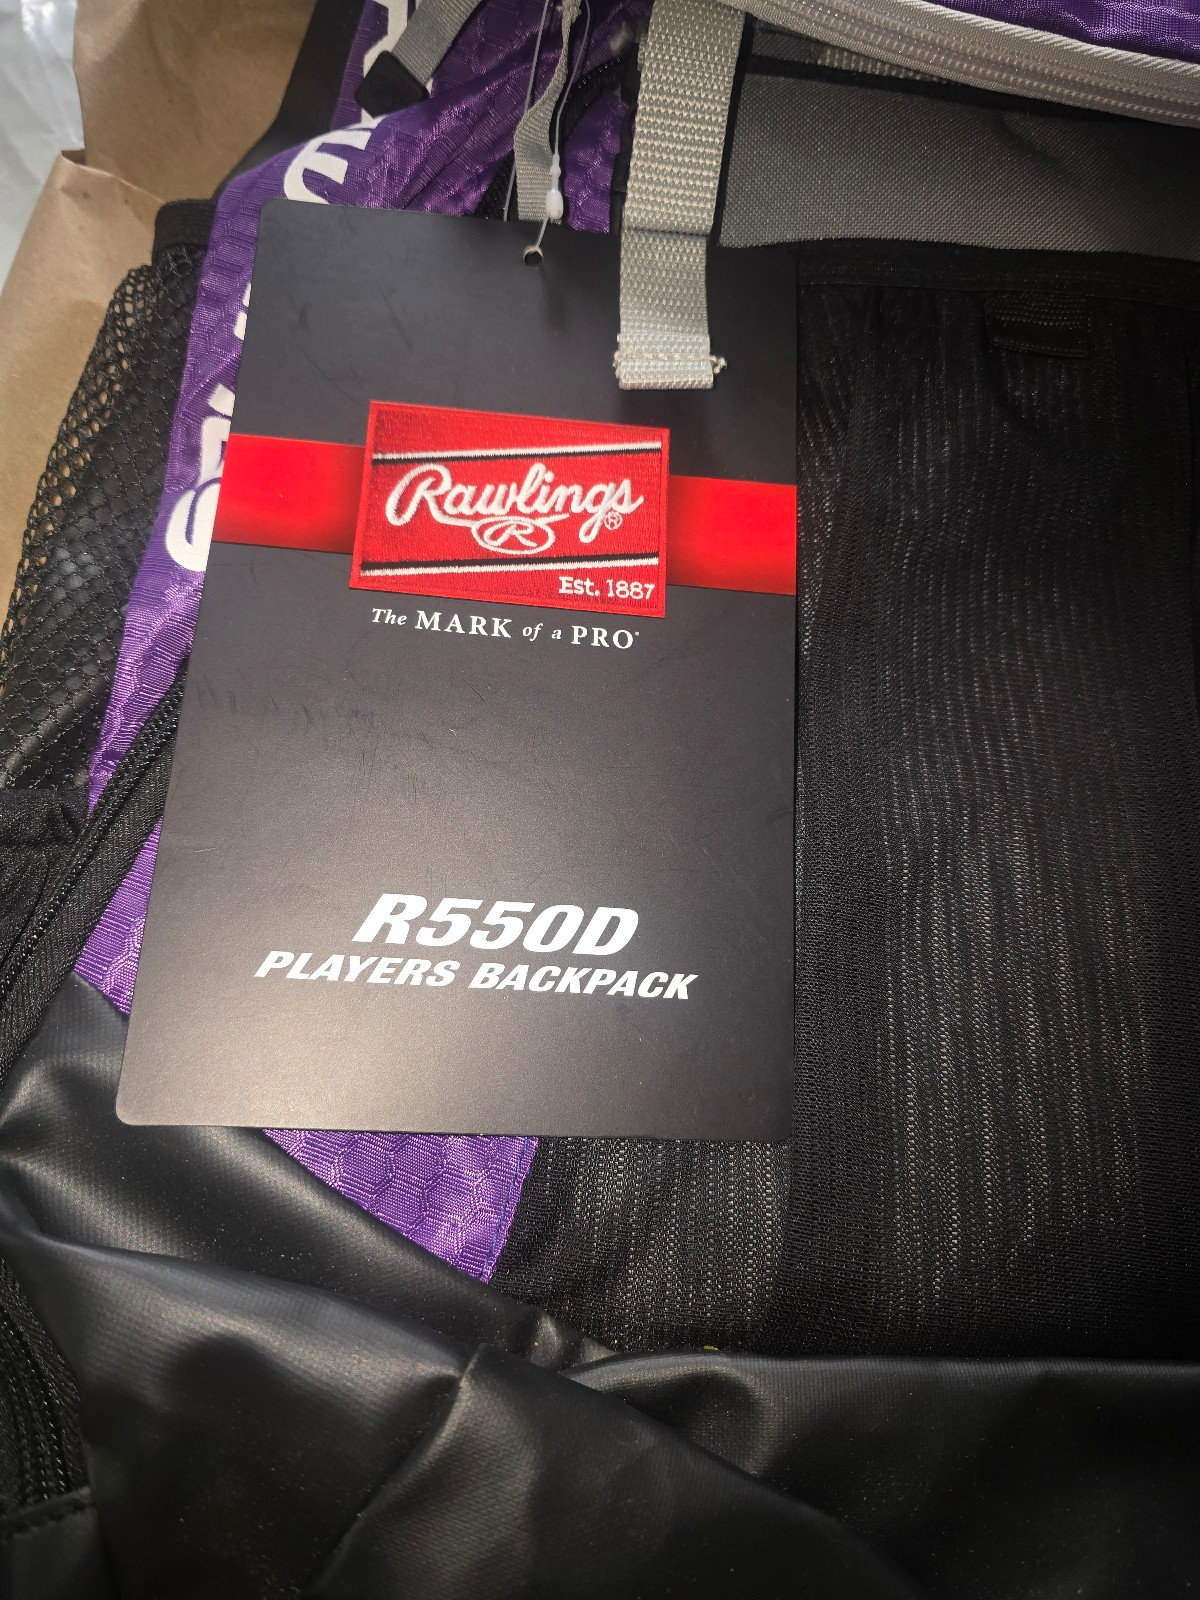 Rawlings®
R
Est. 1887
The MARK of a PRO®
R550D
PLAYERS BACKPACK